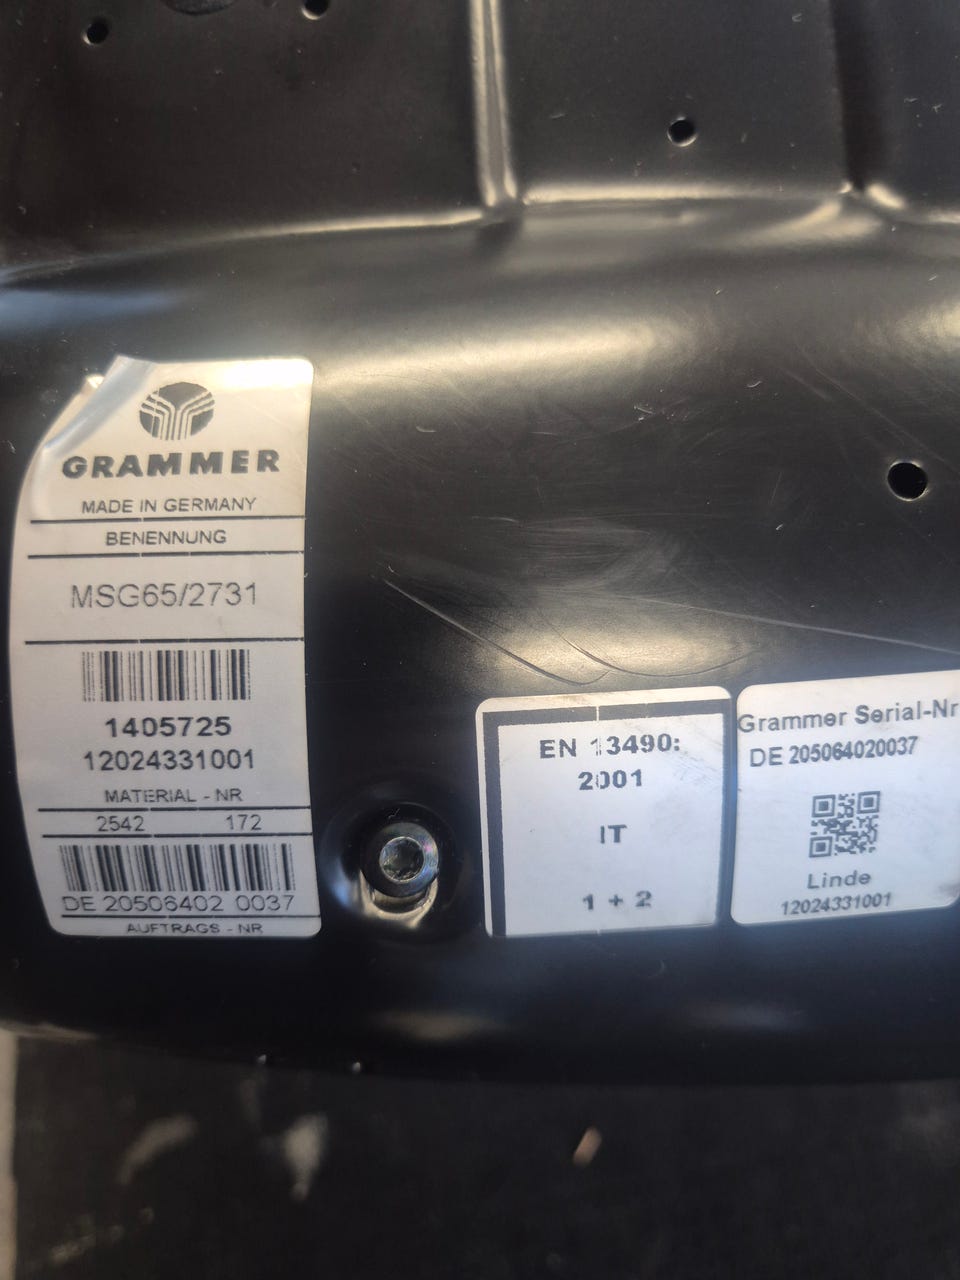 GRAMMER
MADE IN GERMANY
BENENNUNG
MSG65/2731
1405725
12024331001
MATERIAL - NR
2542 172
DE 20506402 0037
AUFTRAGS - NR
EN 13490:
2001
IT
1 + 2
Grammer Serial-Nr
DE 205064020037
Linde
12024331001